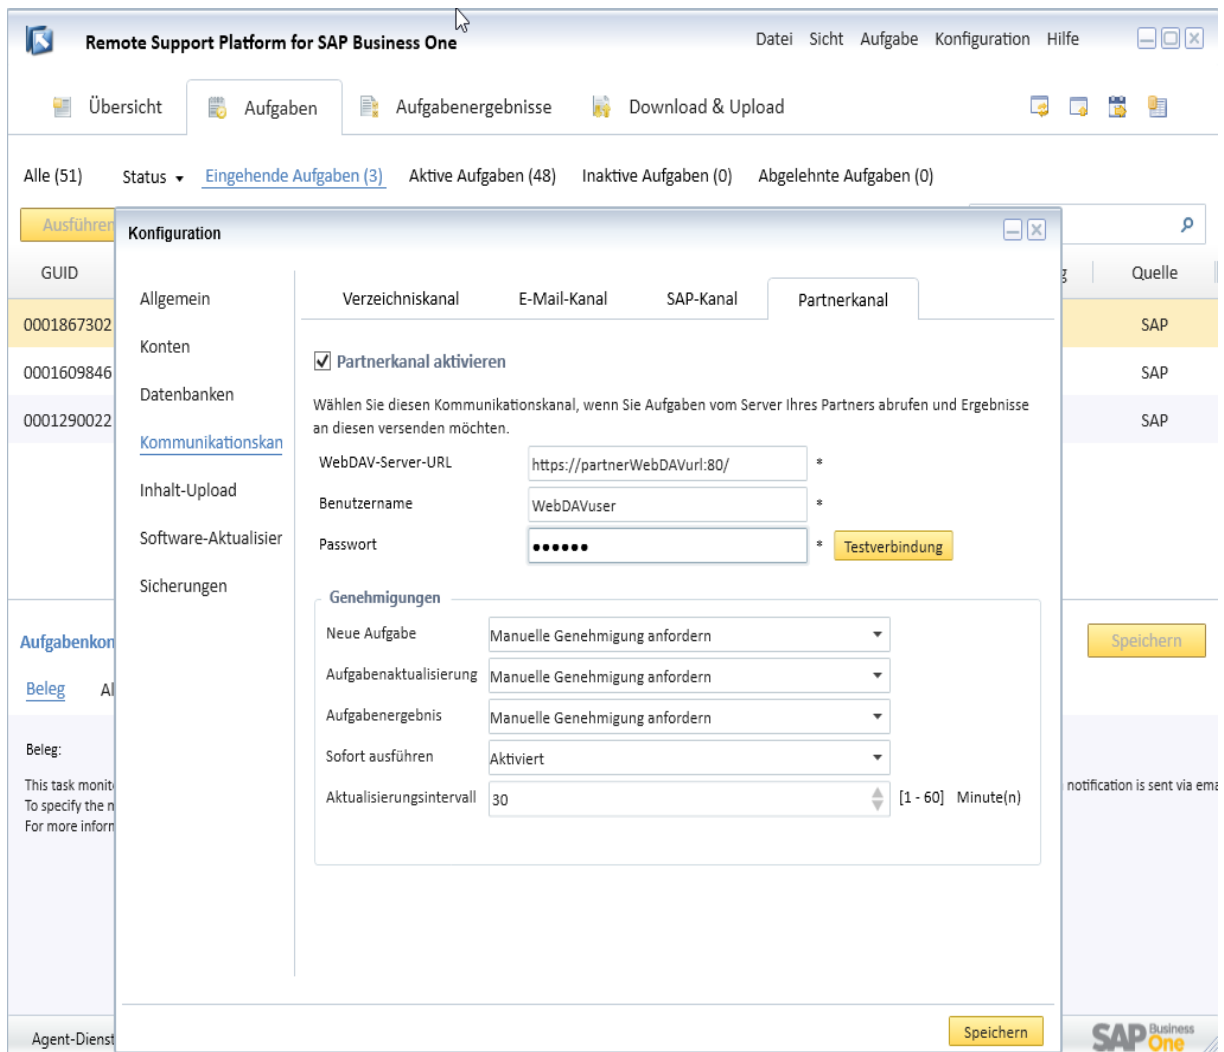 Remote Support Platform for SAP Business One
Datei Sicht Aufgabe Konfiguration Hilfe
Übersicht Aufgaben Aufgabenergebnisse Download & Upload
Alle (51) Status Eingehende Aufgaben (3) Aktive Aufgaben (48) Inaktive Aufgaben (0) Abgelehnte Aufgaben (0)
Ausführen
Konfiguration
GUID Quelle
0001867302 SAP
0001609846 SAP
0001290022 SAP
Allgemein
Konten
Datenbanken
Kommunikationskan
Inhalt-Upload
Software-Aktualisier
Sicherungen
Verzeichniskanal E-Mail-Kanal SAP-Kanal Partnerkanal
Partnerkanal aktivieren
Wählen Sie diesen Kommunikationskanal, wenn Sie Aufgaben vom Server Ihres Partners abrufen und Ergebnisse
an diesen versenden möchten.
WebDAV-Server-URL https://partnerWebDAVurl:80/ *
Benutzername WebDAVuser *
Passwort •••••• * Testverbindung
Genehmigungen
Neue Aufgabe Manuelle Genehmigung anfordern
Aufgabenaktualisierung Manuelle Genehmigung anfordern
Aufgabenergebnis Manuelle Genehmigung anfordern
Sofort ausführen Aktiviert
Aktualisierungsintervall 30 [1 - 60] Minute(n)
Speichern
Aufgabenkon Speichern
Beleg Al
Beleg:
This task monit notification is sent via ema
To specify the n
For more inforn
Agent-Dienst
SAP Business One